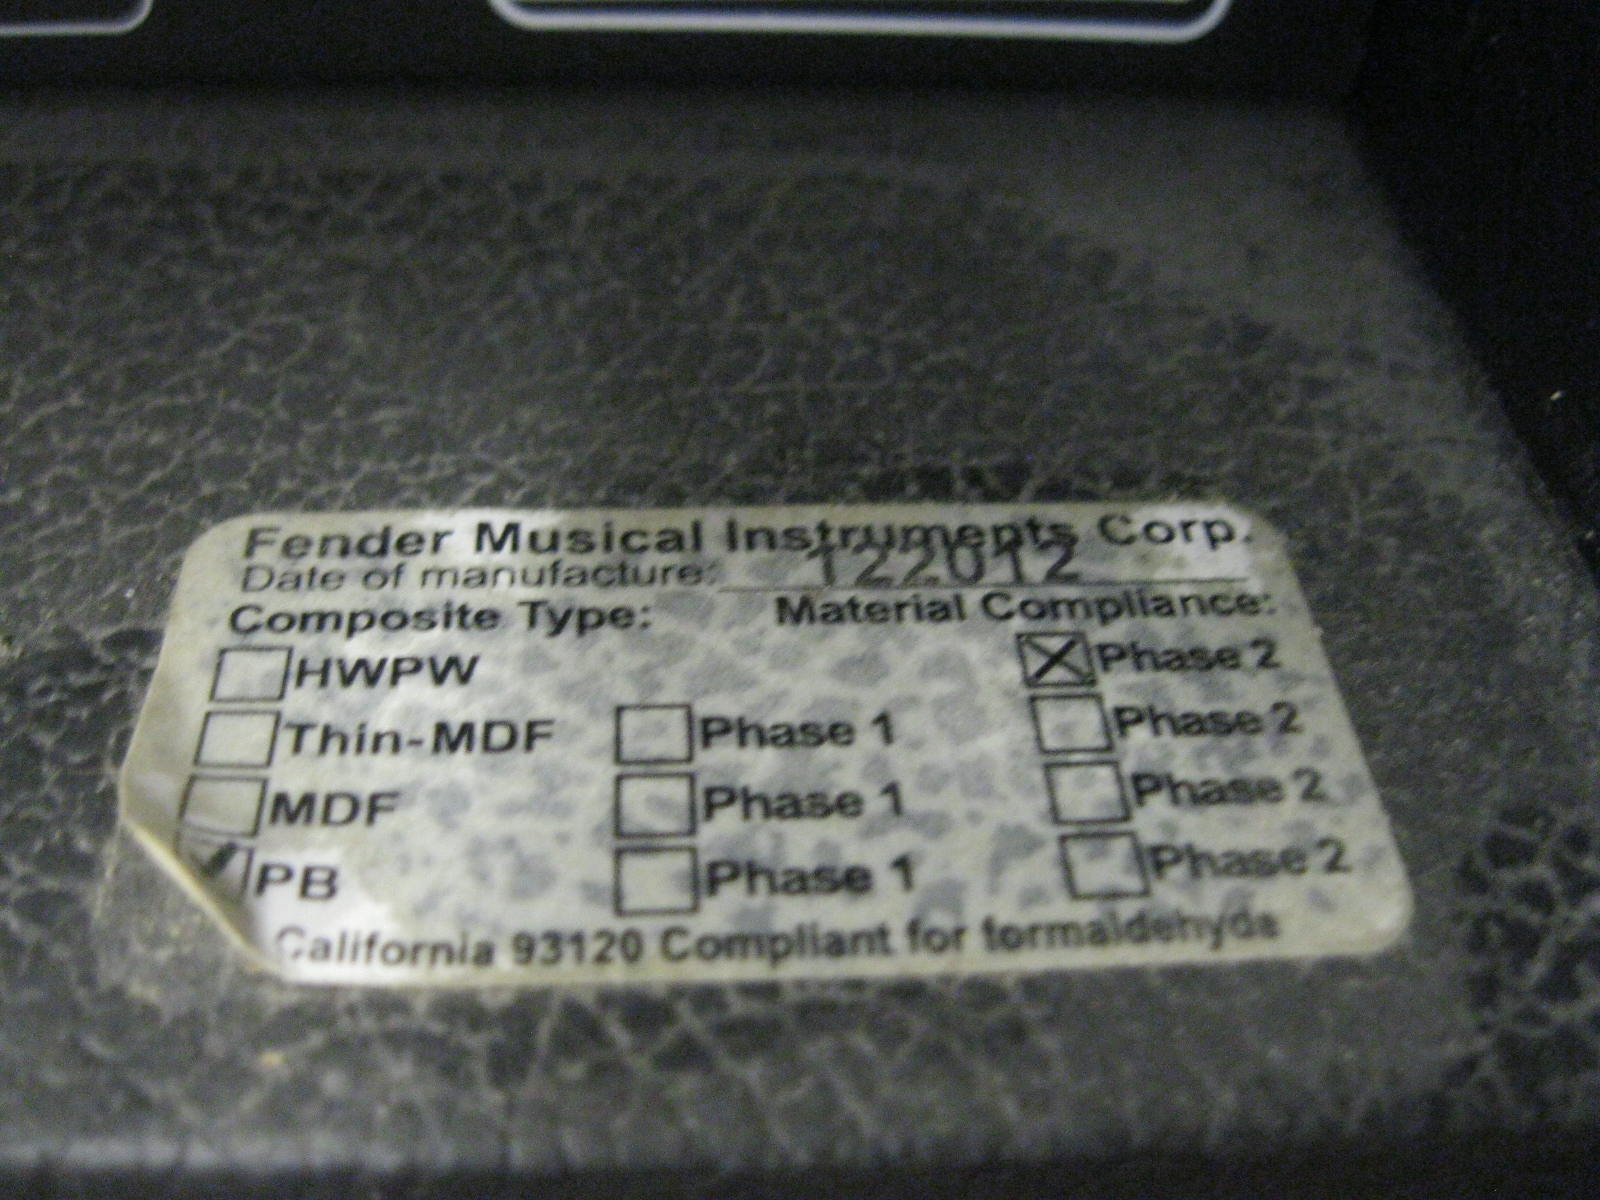 Fender Musical Instruments Corp.
Date of manufacture: 122012
Composite Type: Material Compliance:
HWPW Phase 2
Thin-MDF Phase 1 Phase 2
MDF Phase 1 Phase 2
PB Phase 1 Phase 2
California 93120 Compliant for formaldehyde